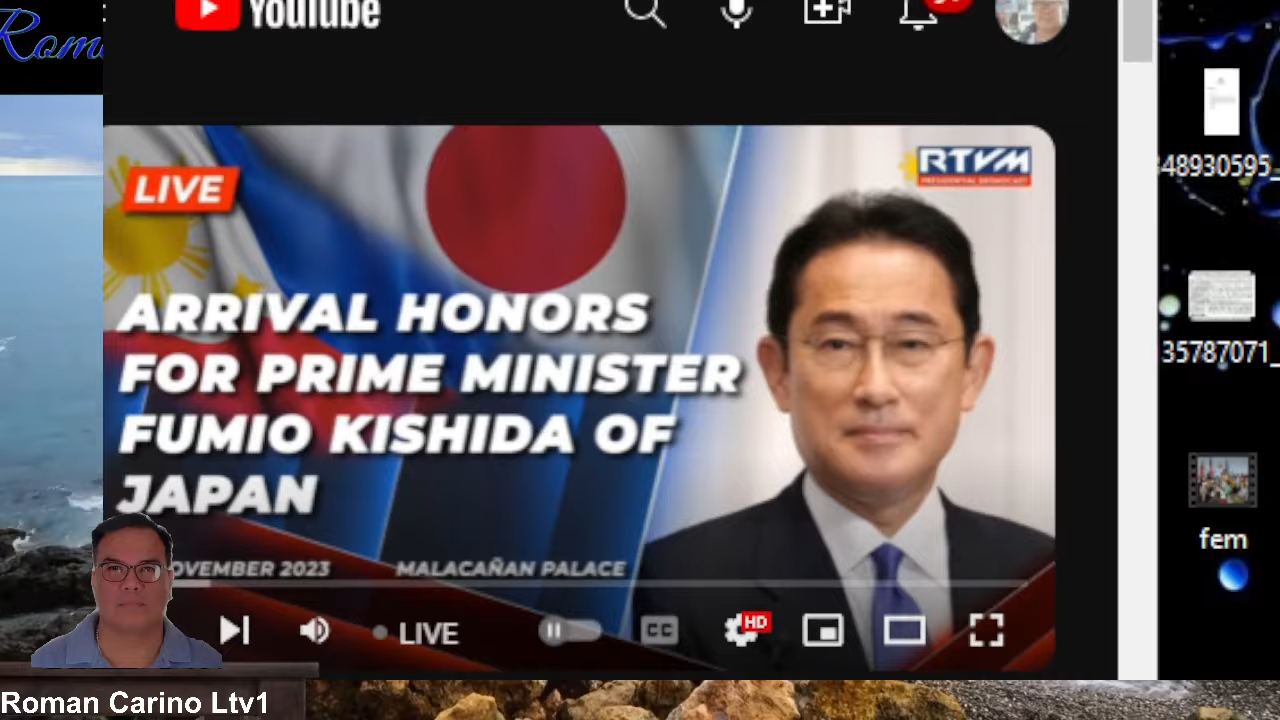 YouTube
LIVE
RTVM
PRESIDENTIAL BROADCAST
ARRIVAL HONORS
FOR PRIME MINISTER
FUMIO KISHIDA OF
JAPAN
OVEMBER 2023 MALACAÑAN PALACE
LIVE
CC
HD
Roman Carino Ltv1
48930595_
35787071_
fem